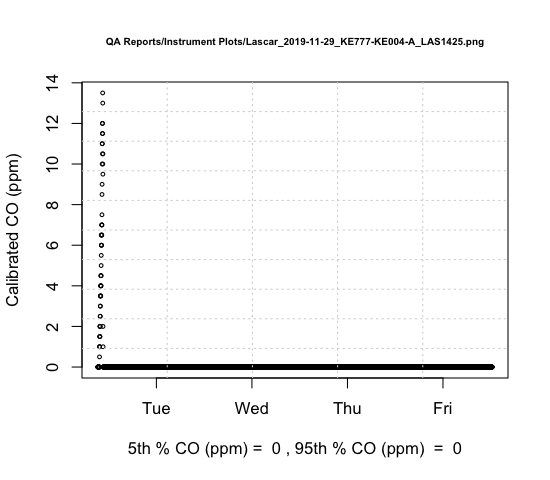 QA Reports/Instrument Plots/Lascar_2019-11-29_KE777-KE004-A_LAS1425.png
14
12
10
8
6
4
2
0
Calibrated CO (ppm)
Tue Wed Thu Fri
5th % CO (ppm) = 0 , 95th % CO (ppm) = 0